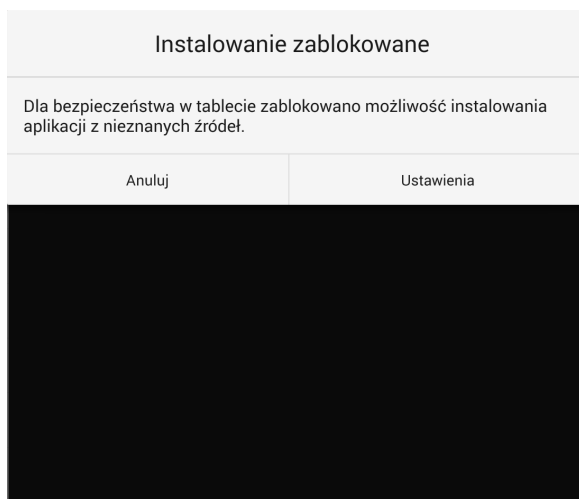 Instalowanie zablokowane
Dla bezpieczeństwa w tablecie zablokowano możliwość instalowania
aplikacji z nieznanych źródeł.
Anuluj
Ustawienia